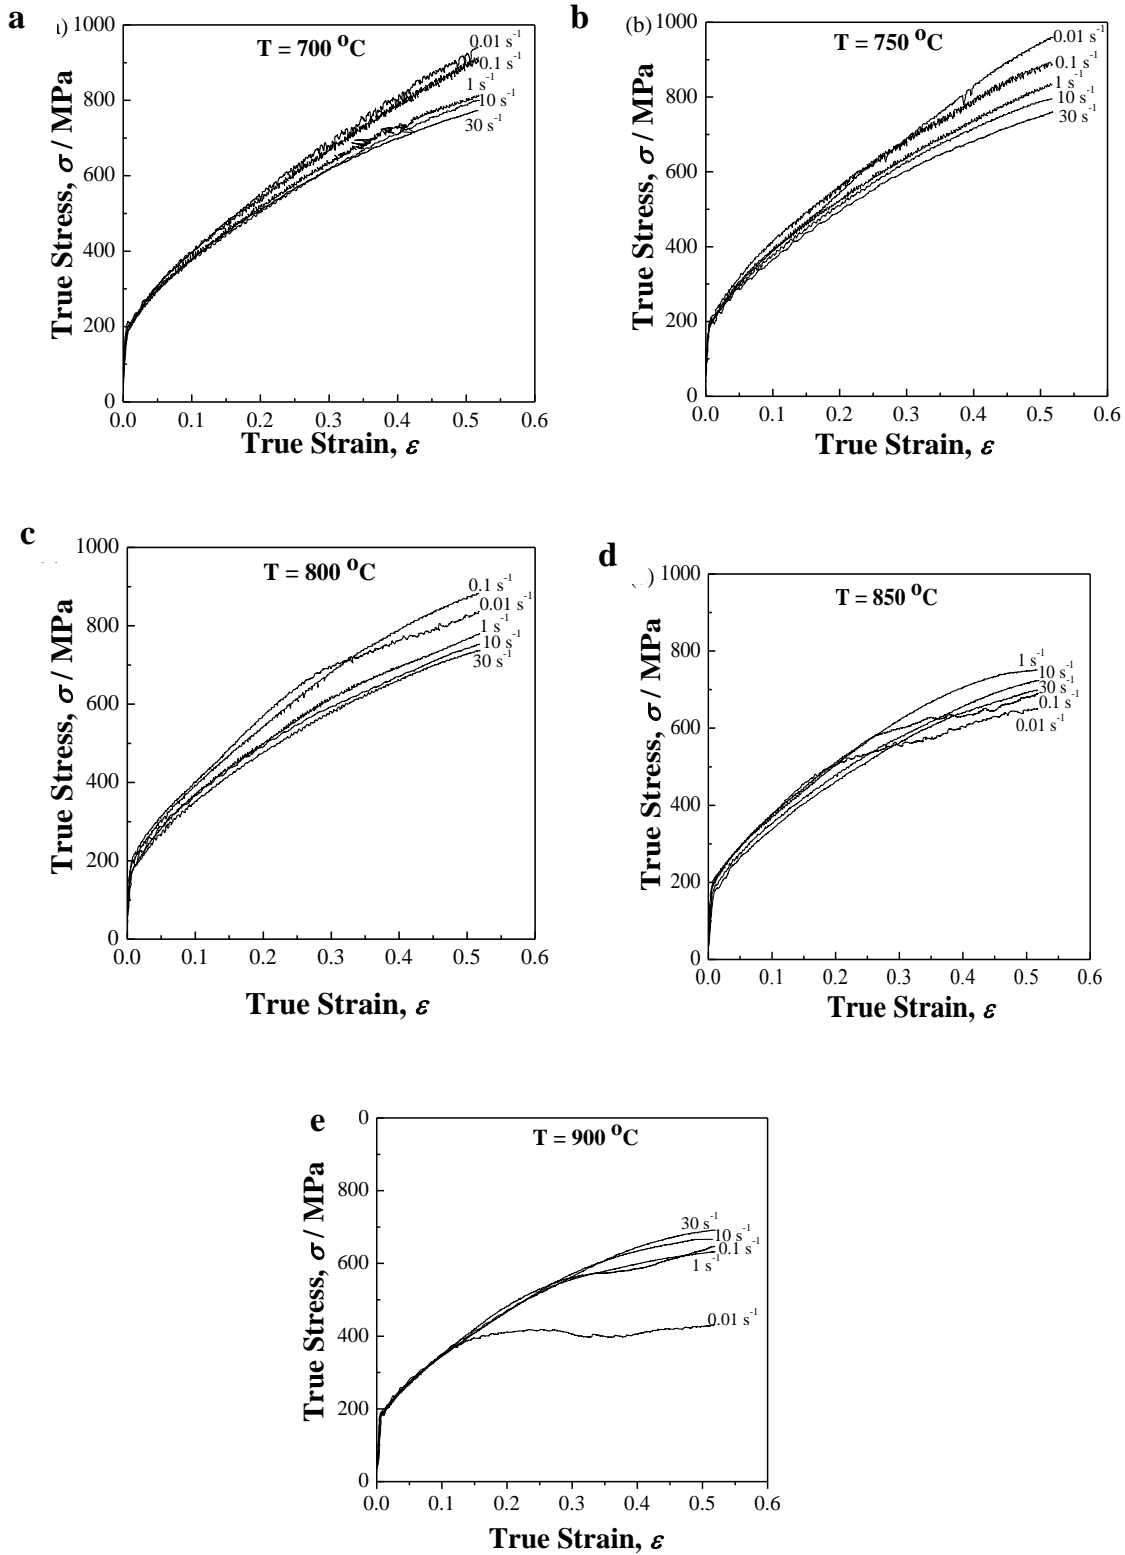 a
)
T = 700 °C
1000
800
600
400
200
0
0.01 s⁻¹
0.1 s⁻¹
1 s⁻¹
10 s⁻¹
30 s⁻¹
0.0 0.1 0.2 0.3 0.4 0.5 0.6
True Stress, σ / MPa
True Strain, ε
b
(b)
T = 750 °C
1000
800
600
400
200
0
0.01 s⁻¹
0.1 s⁻¹
1 s⁻¹
10 s⁻¹
30 s⁻¹
0.0 0.1 0.2 0.3 0.4 0.5 0.6
True Stress, σ / MPa
True Strain, ε
c
T = 800 °C
1000
800
600
400
200
0
0.1 s⁻¹
0.01 s⁻¹
1 s⁻¹
10 s⁻¹
30 s⁻¹
0.0 0.1 0.2 0.3 0.4 0.5 0.6
True Stress, σ / MPa
True Strain, ε
d
)
T = 850 °C
1000
800
600
400
200
0
1 s⁻¹
10 s⁻¹
30 s⁻¹
0.1 s⁻¹
0.01 s⁻¹
0.0 0.1 0.2 0.3 0.4 0.5 0.6
True Stress, σ / MPa
True Strain, ε
e
T = 900 °C
0
800
600
400
200
0
30 s⁻¹
10 s⁻¹
0.1 s⁻¹
1 s⁻¹
0.01 s⁻¹
0.0 0.1 0.2 0.3 0.4 0.5 0.6
True Stress, σ / MPa
True Strain, ε